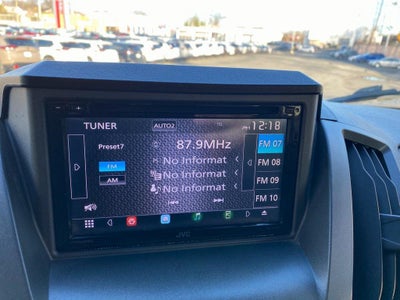 TUNER
AUTO2
PM 12:18
Preset7
87.9MHz
FM 07
FM
No Informat
FM 08
AM
No Informat
FM 09
No Informat
FM 10
JVC